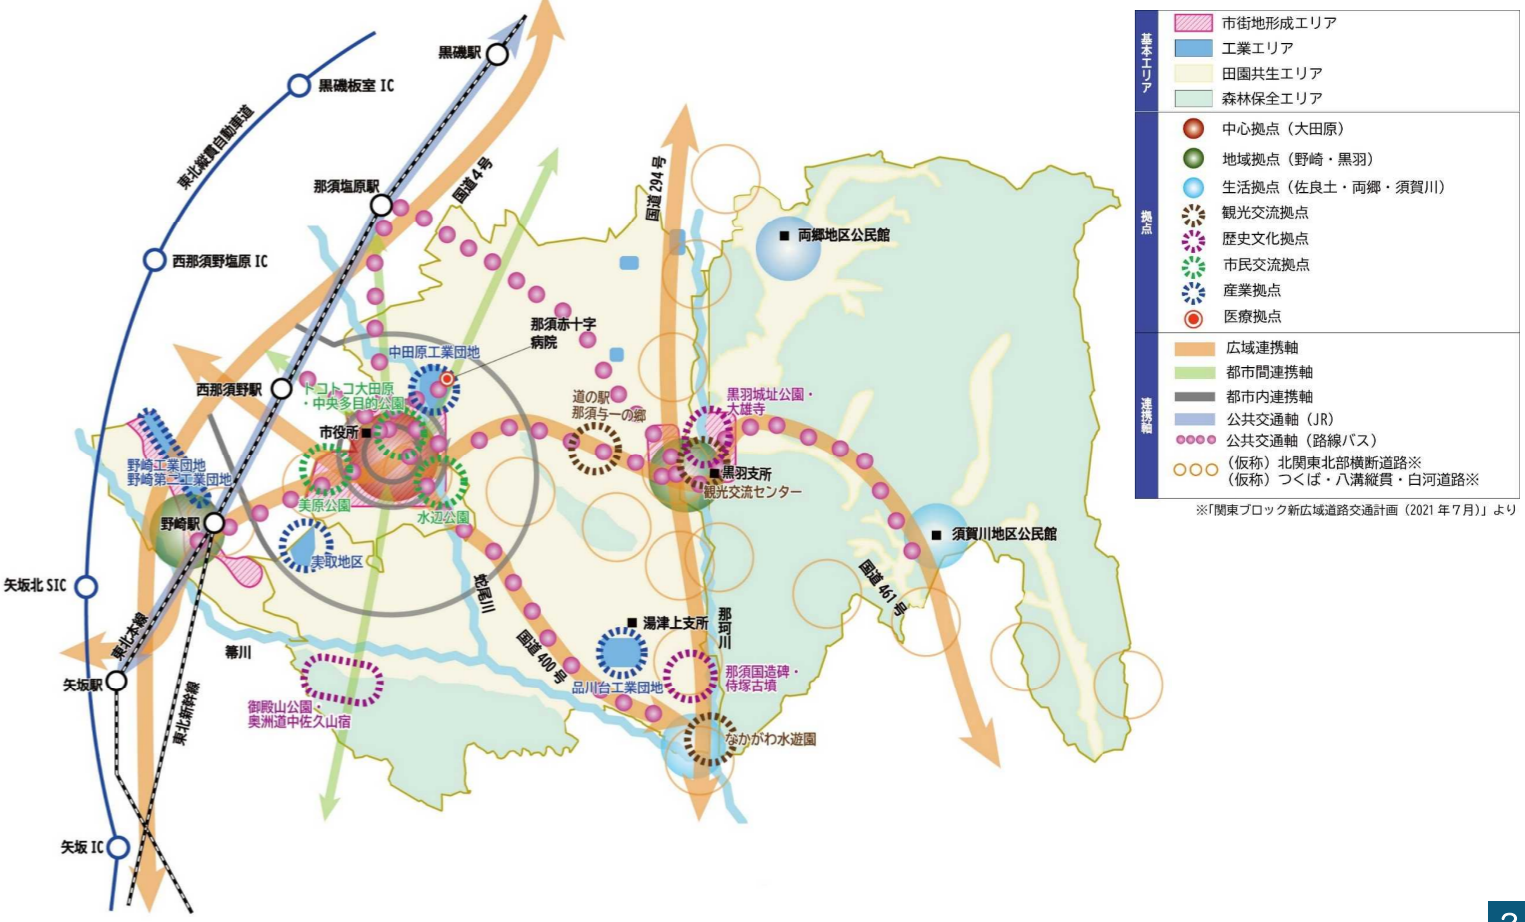 黒磯駅
黒磯板室 IC
東北縦貫自動車道
那須塩原駅
国道4号
国道 294 号
西那須野塩原 IC
両郷地区公民館
那須赤十字
病院
中田原工業団地
西那須野駅
トコトコ大田原
・中央多目的公園
市役所
道の駅
那須与一の郷
黒羽城址公園・
大雄寺
野崎工業団地
野崎第二工業団地
黒羽支所
観光交流センター
美原公園
水辺公園
野崎駅
実取地区
須賀川地区公民館
国道 461 号
矢坂北 SIC
蛇尾川
湯津上支所
那珂川
東北本線
箒川
国道 400 号
矢坂駅
品川台工業団地
那須国造碑・
侍塚古墳
東北新幹線
御殿山公園・
奥洲道中佐久山宿
なかがわ水遊園
矢坂 IC
基本エリア
市街地形成エリア
工業エリア
田園共生エリア
森林保全エリア
拠点
中心拠点（大田原）
地域拠点（野崎・黒羽）
生活拠点（佐良土・両郷・須賀川）
観光交流拠点
歴史文化拠点
市民交流拠点
産業拠点
医療拠点
連携軸
広域連携軸
都市間連携軸
都市内連携軸
公共交通軸（JR）
公共交通軸（路線バス）
（仮称）北関東北部横断道路※
（仮称）つくば・八溝縦貫・白河道路※
※「関東ブロック新広域道路交通計画（2021 年７月）」より